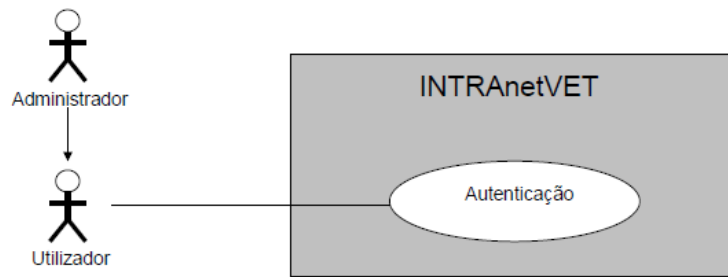 Administrador
INTRAnetVET
Autenticação
Utilizador